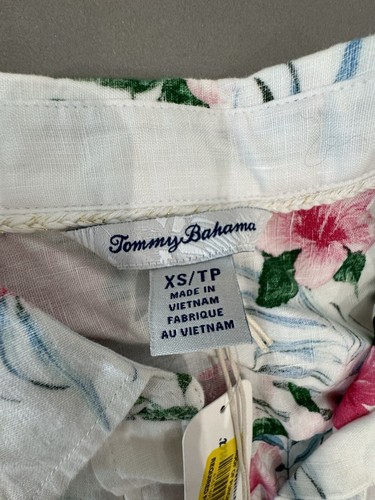 Tommy Bahama
XS/TP
MADE IN
VIETNAM
FABRIQUE
AU VIETNAM